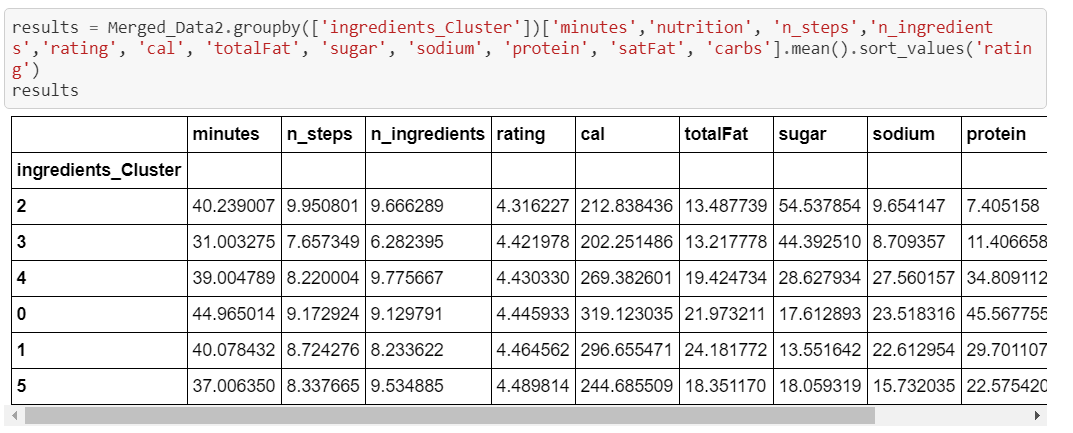 results = Merged_Data2.groupby(['ingredients_Cluster'])['minutes','nutrition', 'n_steps','n_ingredient
s','rating', 'cal', 'totalFat', 'sugar', 'sodium', 'protein', 'satFat', 'carbs'].mean().sort_values('ratin
g')
results
minutes n_steps n_ingredients rating cal totalFat sugar sodium protein
ingredients_Cluster
2 40.239007 9.950801 9.666289 4.316227 212.838436 13.487739 54.537854 9.654147 7.405158
3 31.003275 7.657349 6.282395 4.421978 202.251486 13.217778 44.392510 8.709357 11.406658
4 39.004789 8.220004 9.775667 4.430330 269.382601 19.424734 28.627934 27.560157 34.809112
0 44.965014 9.172924 9.129791 4.445933 319.123035 21.973211 17.612893 23.518316 45.567755
1 40.078432 8.724276 8.233622 4.464562 296.655471 24.181772 13.551642 22.612954 29.701107
5 37.006350 8.337665 9.534885 4.489814 244.685509 18.351170 18.059319 15.732035 22.575420